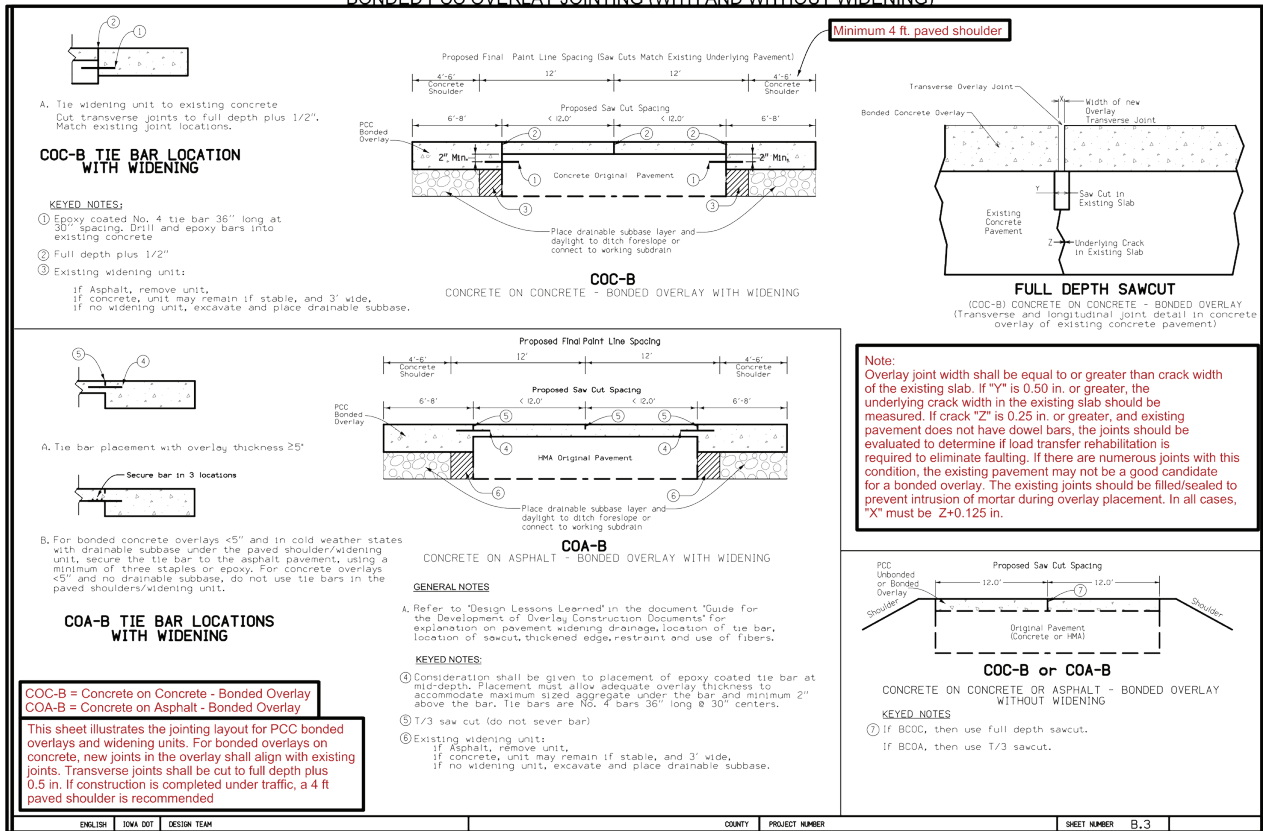 BONDED PCC OVERLAY JOINTING (WITH AND WITHOUT WIDENING)
2
1
A. Tie widening unit to existing concrete
Cut transverse joints to full depth plus 1/2".
Match existing joint locations.
COC-B TIE BAR LOCATION
WITH WIDENING
KEYED NOTES:
1 Epoxy coated No. 4 tie bar 36" long at
30" spacing. Drill and epoxy bars into
existing concrete
2 Full depth plus 1/2"
3 Existing widening unit:
if Asphalt, remove unit,
if concrete, unit may remain if stable, and 3' wide,
if no widening unit, excavate and place drainable subbase.
Minimum 4 ft. paved shoulder
Proposed Final Paint Line Spacing (Saw Cuts Match Existing Underlying Pavement)
4'-6'
Concrete
Shoulder
12'
12'
4'-6'
Concrete
Shoulder
Proposed Saw Cut Spacing
6'-8'
< 12.0'
< 12.0'
6'-8'
PCC
Bonded
Overlay
2
2
2" Min.
2" Min.
1
Concrete Original Pavement
1
3
3
Place drainable subbase layer and
daylight to ditch foreslope or
connect to working subdrain
COC-B
CONCRETE ON CONCRETE - BONDED OVERLAY WITH WIDENING
Transverse Overlay Joint
X
Width of new
Overlay
Transverse Joint
Bonded Concrete Overlay
Y
Saw Cut in
Existing Slab
Existing
Concrete
Pavement
Z
Underlying Crack
in Existing Slab
FULL DEPTH SAWCUT
(COC-B) CONCRETE ON CONCRETE - BONDED OVERLAY
(Transverse and longitudinal joint detail in concrete
overlay of existing concrete pavement)
5
4
A. Tie bar placement with overlay thickness ≥5"
Secure bar in 3 locations
B. For bonded concrete overlays <5" and in cold weather states
with drainable subbase under the paved shoulder/widening
unit, secure the tie bar to the asphalt pavement, using a
minimum of three staples or epoxy. For concrete overlays
<5" and no drainable subbase, do not use tie bars in the
paved shoulders/widening unit.
COA-B TIE BAR LOCATIONS
WITH WIDENING
COC-B = Concrete on Concrete - Bonded Overlay
COA-B = Concrete on Asphalt - Bonded Overlay
This sheet illustrates the jointing layout for PCC bonded
overlays and widening units. For bonded overlays on
concrete, new joints in the overlay shall align with existing
joints. Transverse joints shall be cut to full depth plus
0.5 in. If construction is completed under traffic, a 4 ft
paved shoulder is recommended
Proposed Final Paint Line Spacing
4'-6'
Concrete
Shoulder
12'
12'
4'-6'
Concrete
Shoulder
Proposed Saw Cut Spacing
6'-8'
< 12.0'
< 12.0'
6'-8'
PCC
Bonded
Overlay
5
5
5
4
HMA Original Pavement
4
6
6
Place drainable subbase layer and
daylight to ditch foreslope or
connect to working subdrain
COA-B
CONCRETE ON ASPHALT - BONDED OVERLAY WITH WIDENING
GENERAL NOTES
A. Refer to "Design Lessons Learned" in the document "Guide for
the Development of Overlay Construction Documents" for
explanation on pavement widening drainage, location of tie bar,
location of sawcut, thickened edge, restraint and use of fibers.
KEYED NOTES:
4 Consideration shall be given to placement of epoxy coated tie bar at
mid-depth. Placement must allow adequate overlay thickness to
accommodate maximum sized aggregate under the bar and minimum 2"
above the bar. Tie bars are No. 4 bars 36" long @ 30" centers.
5 T/3 saw cut (do not sever bar)
6 Existing widening unit:
if Asphalt, remove unit,
if concrete, unit may remain if stable, and 3' wide,
if no widening unit, excavate and place drainable subbase.
Note:
Overlay joint width shall be equal to or greater than crack width
of the existing slab. If "Y" is 0.50 in. or greater, the
underlying crack width in the existing slab should be
measured. If crack "Z" is 0.25 in. or greater, and existing
pavement does not have dowel bars, the joints should be
evaluated to determine if load transfer rehabilitation is
required to eliminate faulting. If there are numerous joints with this
condition, the existing pavement may not be a good candidate
for a bonded overlay. The existing joints should be filled/sealed to
prevent intrusion of mortar during overlay placement. In all cases,
"X" must be Z+0.125 in.
PCC
Unbonded
or Bonded
Overlay
Proposed Saw Cut Spacing
12.0'
12.0'
7
Shoulder
Shoulder
Original Pavement
(Concrete or HMA)
COC-B or COA-B
CONCRETE ON CONCRETE OR ASPHALT - BONDED OVERLAY
WITHOUT WIDENING
KEYED NOTES
7 If BCOC, then use full depth sawcut.
If BCOA, then use T/3 sawcut.
ENGLISH IOWA DOT DESIGN TEAM COUNTY PROJECT NUMBER SHEET NUMBER B.3